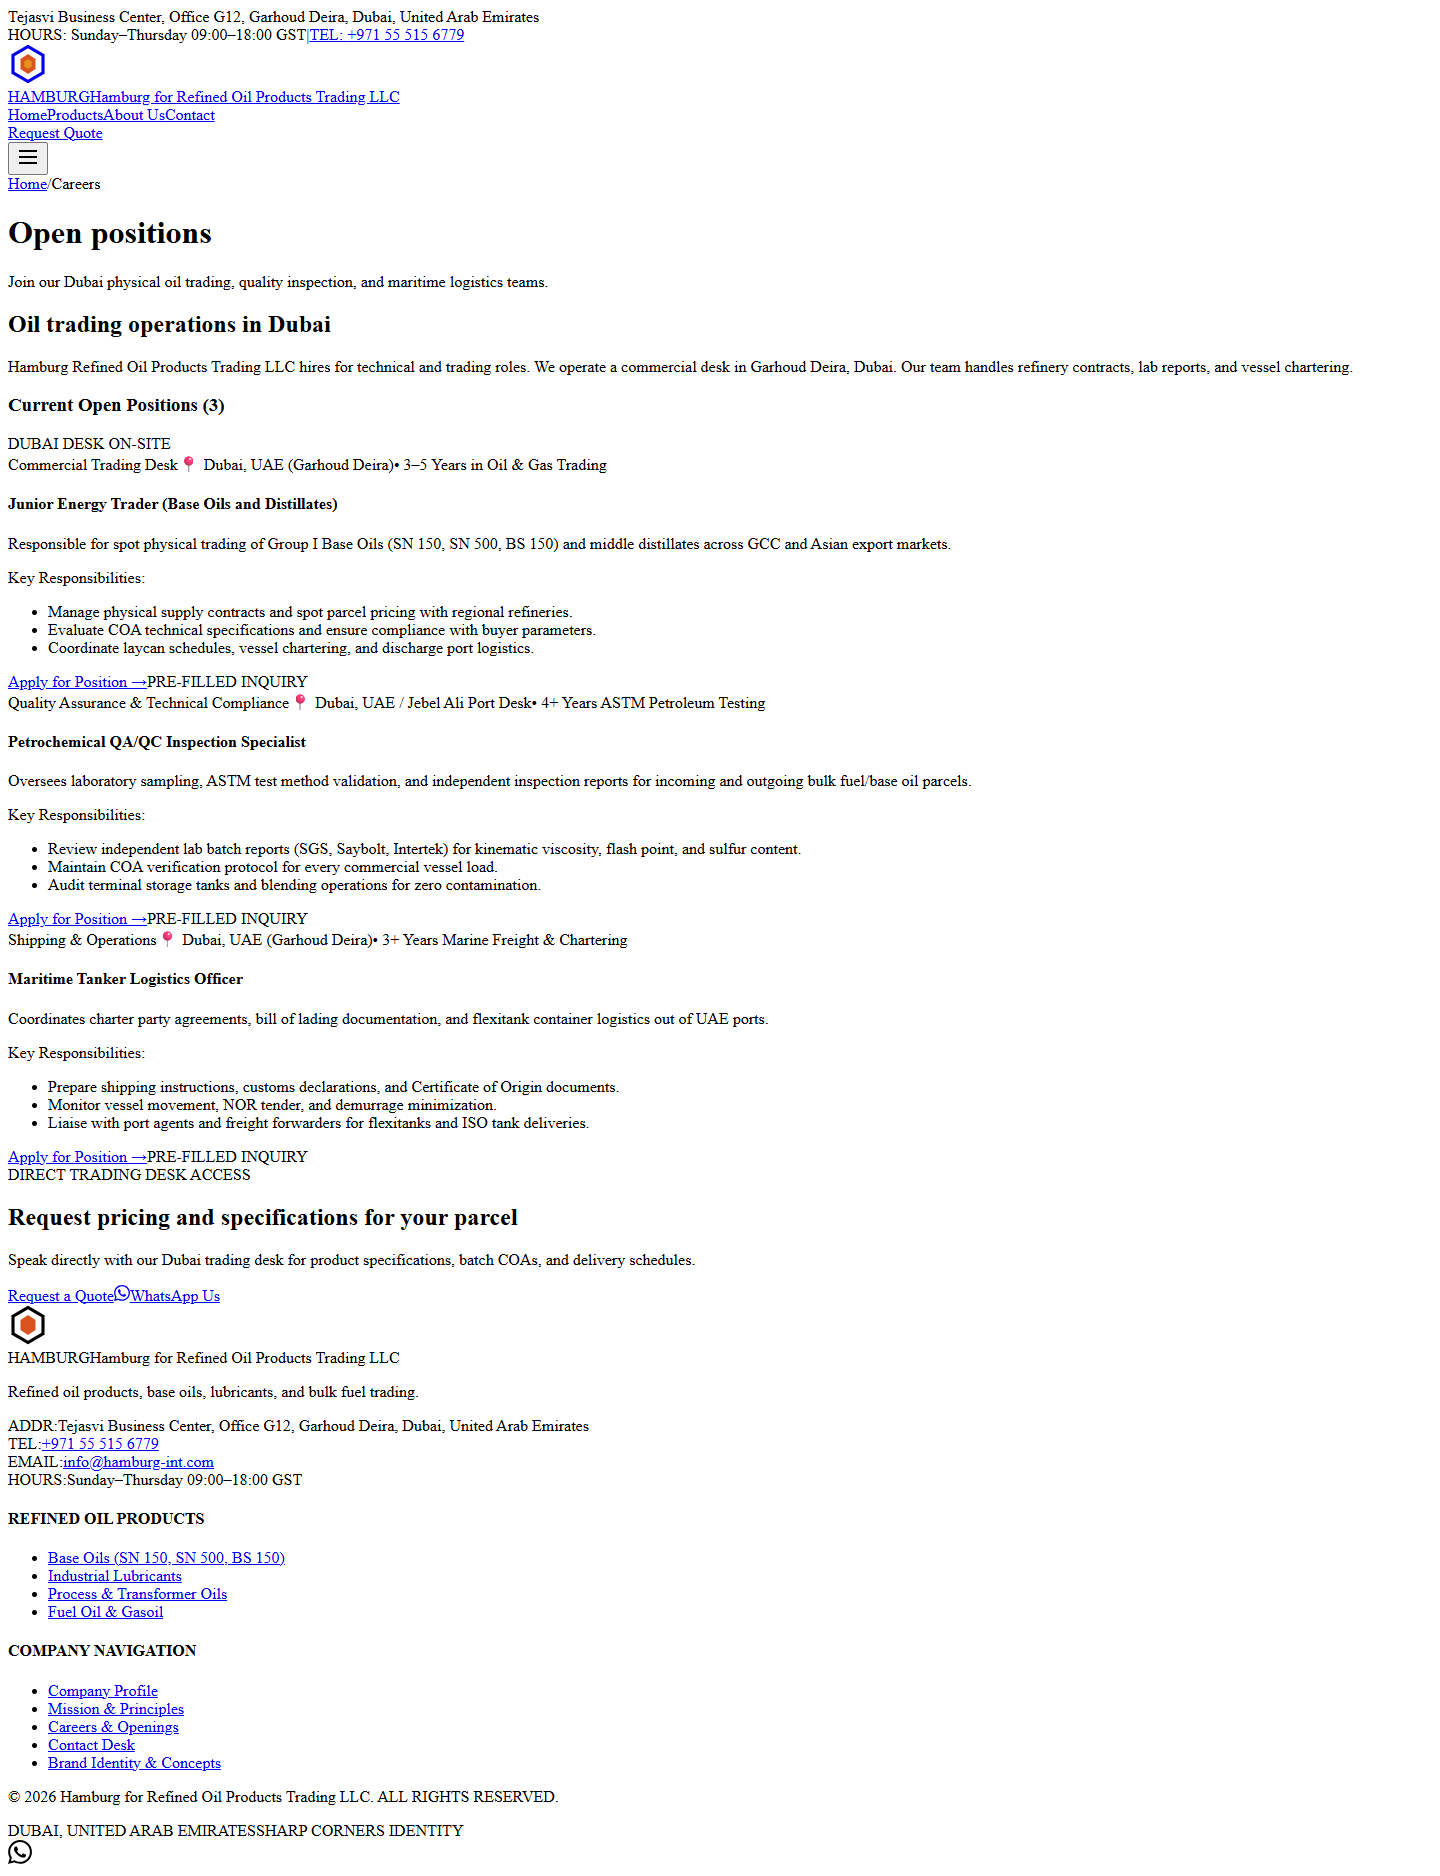 Tejasvi Business Center, Office G12, Garhoud Deira, Dubai, United Arab Emirates
HOURS: Sunday–Thursday 09:00–18:00 GST|TEL: +971 55 515 6779
HAMBURGHamburg for Refined Oil Products Trading LLC
HomeProductsAbout UsContact
Request Quote
Home/Careers
Open positions
Join our Dubai physical oil trading, quality inspection, and maritime logistics teams.
Oil trading operations in Dubai
Hamburg Refined Oil Products Trading LLC hires for technical and trading roles. We operate a commercial desk in Garhoud Deira, Dubai. Our team handles refinery contracts, lab reports, and vessel chartering.
Current Open Positions (3)
DUBAI DESK ON-SITE
Commercial Trading Desk📍 Dubai, UAE (Garhoud Deira)• 3–5 Years in Oil & Gas Trading
Junior Energy Trader (Base Oils and Distillates)
Responsible for spot physical trading of Group I Base Oils (SN 150, SN 500, BS 150) and middle distillates across GCC and Asian export markets.
Key Responsibilities:
• Manage physical supply contracts and spot parcel pricing with regional refineries.
• Evaluate COA technical specifications and ensure compliance with buyer parameters.
• Coordinate laycan schedules, vessel chartering, and discharge port logistics.
Apply for Position →PRE-FILLED INQUIRY
Quality Assurance & Technical Compliance📍 Dubai, UAE / Jebel Ali Port Desk• 4+ Years ASTM Petroleum Testing
Petrochemical QA/QC Inspection Specialist
Oversees laboratory sampling, ASTM test method validation, and independent inspection reports for incoming and outgoing bulk fuel/base oil parcels.
Key Responsibilities:
• Review independent lab batch reports (SGS, Saybolt, Intertek) for kinematic viscosity, flash point, and sulfur content.
• Maintain COA verification protocol for every commercial vessel load.
• Audit terminal storage tanks and blending operations for zero contamination.
Apply for Position →PRE-FILLED INQUIRY
Shipping & Operations📍 Dubai, UAE (Garhoud Deira)• 3+ Years Marine Freight & Chartering
Maritime Tanker Logistics Officer
Coordinates charter party agreements, bill of lading documentation, and flexitank container logistics out of UAE ports.
Key Responsibilities:
• Prepare shipping instructions, customs declarations, and Certificate of Origin documents.
• Monitor vessel movement, NOR tender, and demurrage minimization.
• Liaise with port agents and freight forwarders for flexitanks and ISO tank deliveries.
Apply for Position →PRE-FILLED INQUIRY
DIRECT TRADING DESK ACCESS
Request pricing and specifications for your parcel
Speak directly with our Dubai trading desk for product specifications, batch COAs, and delivery schedules.
Request a QuoteWhatsApp Us
HAMBURGHamburg for Refined Oil Products Trading LLC
Refined oil products, base oils, lubricants, and bulk fuel trading.
ADDR:Tejasvi Business Center, Office G12, Garhoud Deira, Dubai, United Arab Emirates
TEL:+971 55 515 6779
EMAIL:info@hamburg-int.com
HOURS:Sunday–Thursday 09:00–18:00 GST
REFINED OIL PRODUCTS
• Base Oils (SN 150, SN 500, BS 150)
• Industrial Lubricants
• Process & Transformer Oils
• Fuel Oil & Gasoil
COMPANY NAVIGATION
• Company Profile
• Mission & Principles
• Careers & Openings
• Contact Desk
• Brand Identity & Concepts
© 2026 Hamburg for Refined Oil Products Trading LLC. ALL RIGHTS RESERVED.
DUBAI, UNITED ARAB EMIRATESSHARP CORNERS IDENTITY